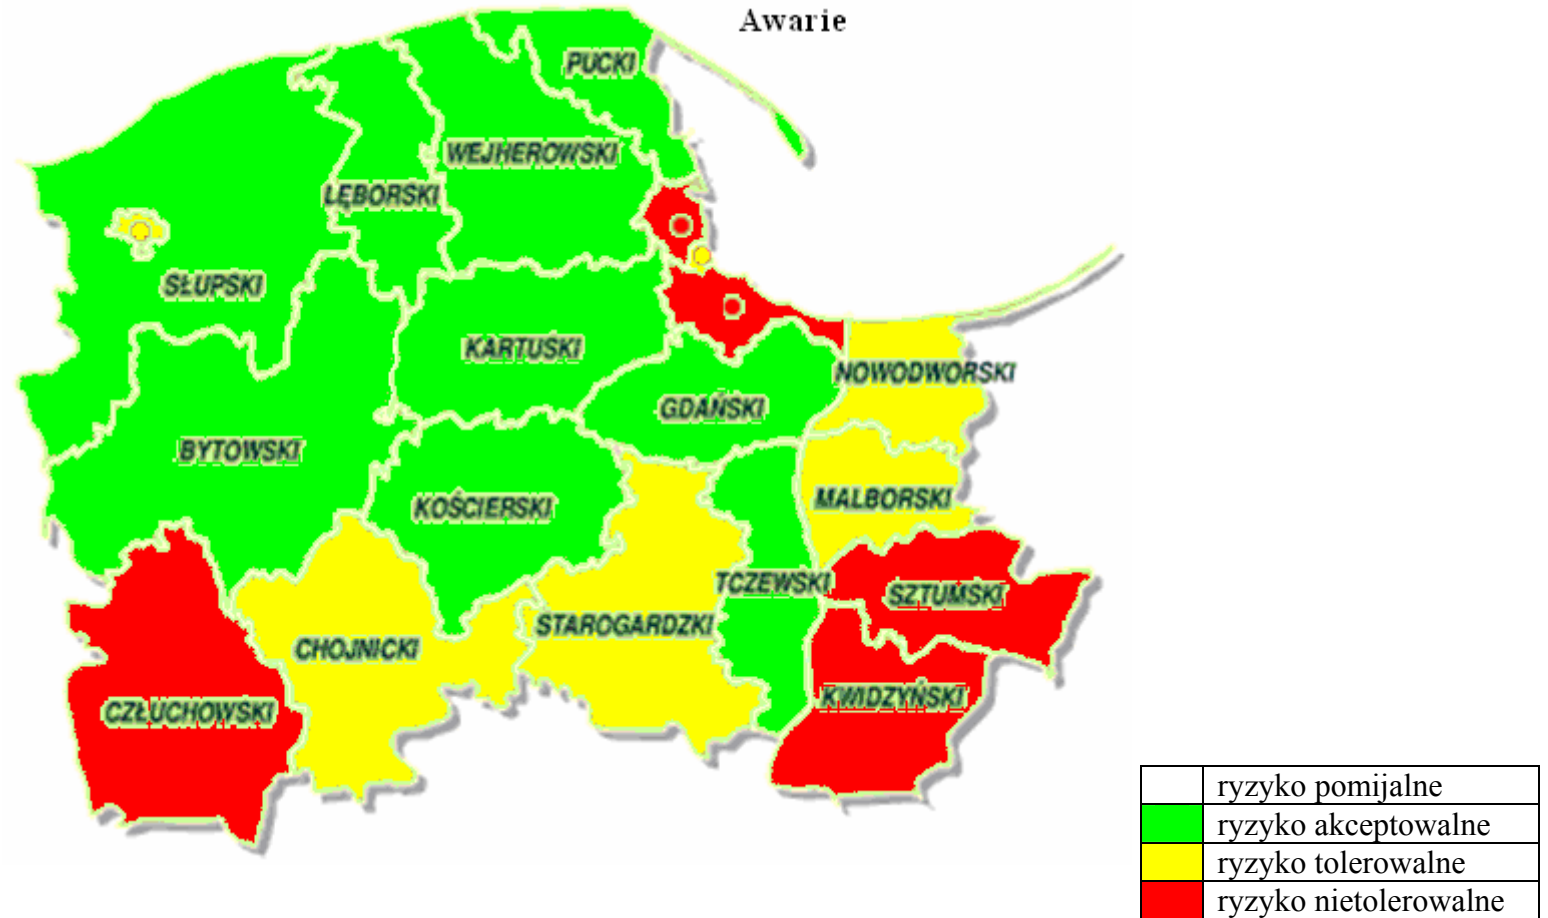 Awarie
PUCKI
WEJHEROWSKI
LĘBORSKI
SŁUPSKI
KARTUSKI
NOWODWORSKI
GDAŃSKI
BYTOWSKI
MALBORSKI
KOŚCIERSKI
TCZEWSKI
SZTUMSKI
STAROGARDZKI
CHOJNICKI
KWIDZYŃSKI
CZŁUCHOWSKI
ryzyko pomijalne
ryzyko akceptowalne
ryzyko tolerowalne
ryzyko nietolerowalne